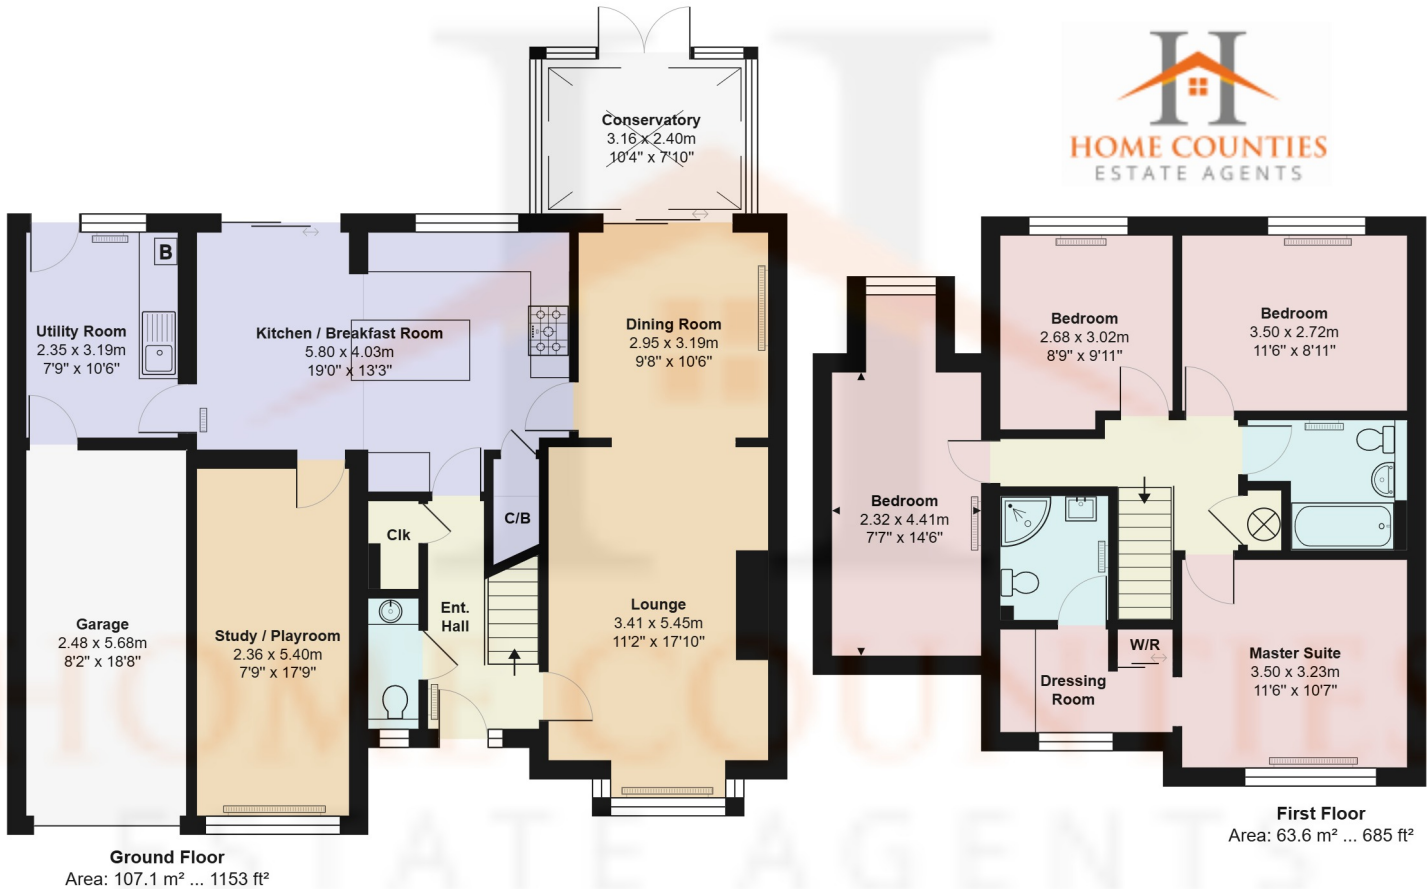 HOME COUNTIES
ESTATE AGENTS
Conservatory
3.16 x 2.40m
10'4" x 7'10"
B
Utility Room
2.35 x 3.19m
7'9" x 10'6"
Kitchen / Breakfast Room
5.80 x 4.03m
19'0" x 13'3"
Dining Room
2.95 x 3.19m
9'8" x 10'6"
C/B
Clk
Garage
2.48 x 5.68m
8'2" x 18'8"
Study / Playroom
2.36 x 5.40m
7'9" x 17'9"
Ent.
Hall
Lounge
3.41 x 5.45m
11'2" x 17'10"
Ground Floor
Area: 107.1 m² ... 1153 ft²
Bedroom
2.68 x 3.02m
8'9" x 9'11"
Bedroom
3.50 x 2.72m
11'6" x 8'11"
Bedroom
2.32 x 4.41m
7'7" x 14'6"
W/R
Dressing
Room
Master Suite
3.50 x 3.23m
11'6" x 10'7"
First Floor
Area: 63.6 m² ... 685 ft²
HOME COUNTIES
ESTATE AGENTS